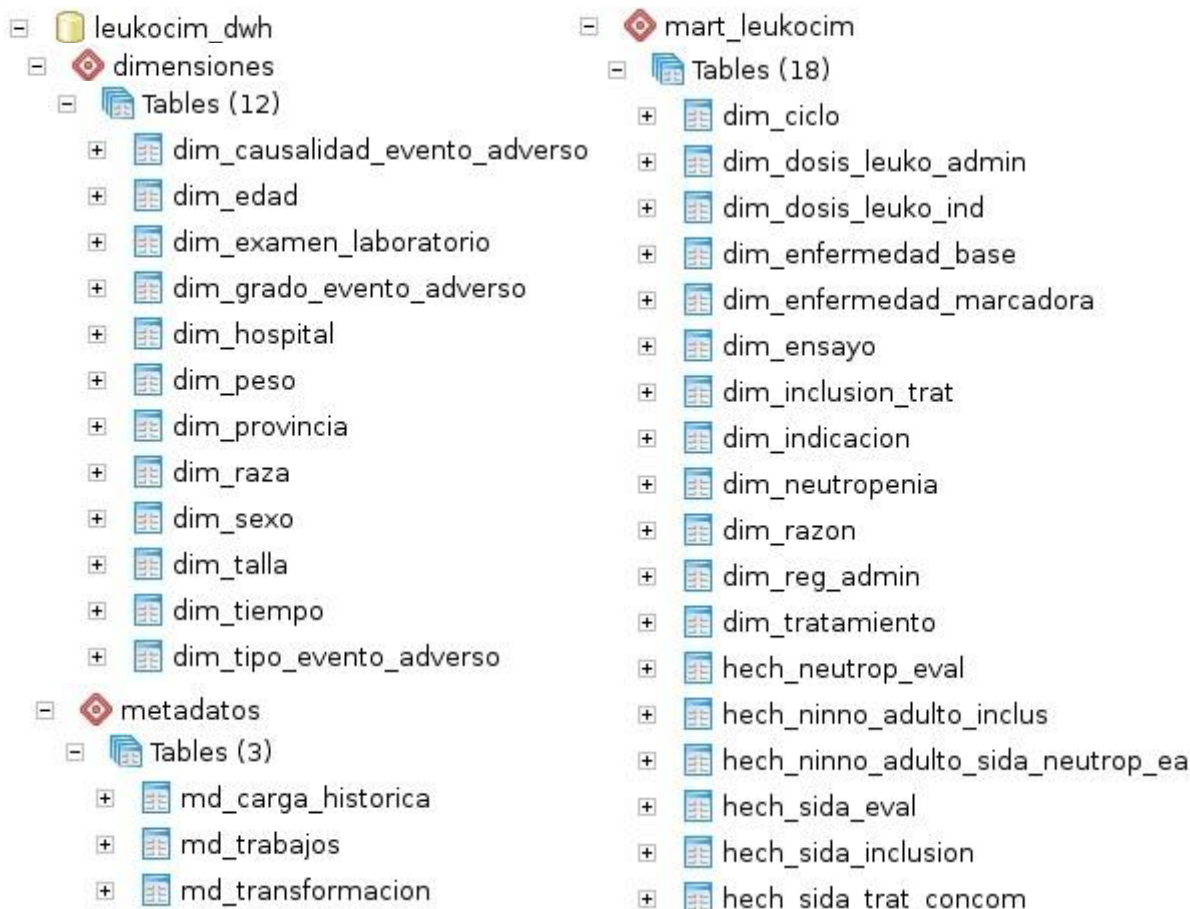 leukocim_dwh
dimensiones
Tables (12)
dim_causalidad_evento_adverso
dim_edad
dim_examen_laboratorio
dim_grado_evento_adverso
dim_hospital
dim_peso
dim_provincia
dim_raza
dim_sexo
dim_talla
dim_tiempo
dim_tipo_evento_adverso
metadatos
Tables (3)
md_carga_historica
md_trabajos
md_transformacion
mart_leukocim
Tables (18)
dim_ciclo
dim_dosis_leuko_admin
dim_dosis_leuko_ind
dim_enfermedad_base
dim_enfermedad_marcadora
dim_ensayo
dim_inclusion_trat
dim_indicacion
dim_neutropenia
dim_razon
dim_reg_admin
dim_tratamiento
hech_neutrop_eval
hech_ninno_adulto_inclus
hech_ninno_adulto_sida_neutrop_ea
hech_sida_eval
hech_sida_inclusion
hech_sida_trat_concom